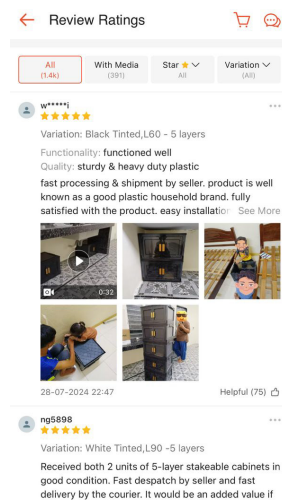 Review Ratings
All
(1.4k)
With Media
(391)
Star
All
Variation
(All)
w*****i
Variation: Black Tinted,L60 - 5 layers
Functionality: functioned well
Quality: sturdy & heavy duty plastic
fast processing & shipment by seller. product is well
known as a good plastic household brand. fully
satisfied with the product. easy installation See More
0:32
28-07-2024 22:47
Helpful (75)
ng5898
Variation: White Tinted,L90 -5 layers
Received both 2 units of 5-layer stakeable cabinets in
good condition. Fast despatch by seller and fast
delivery by the courier. It would be an added value if